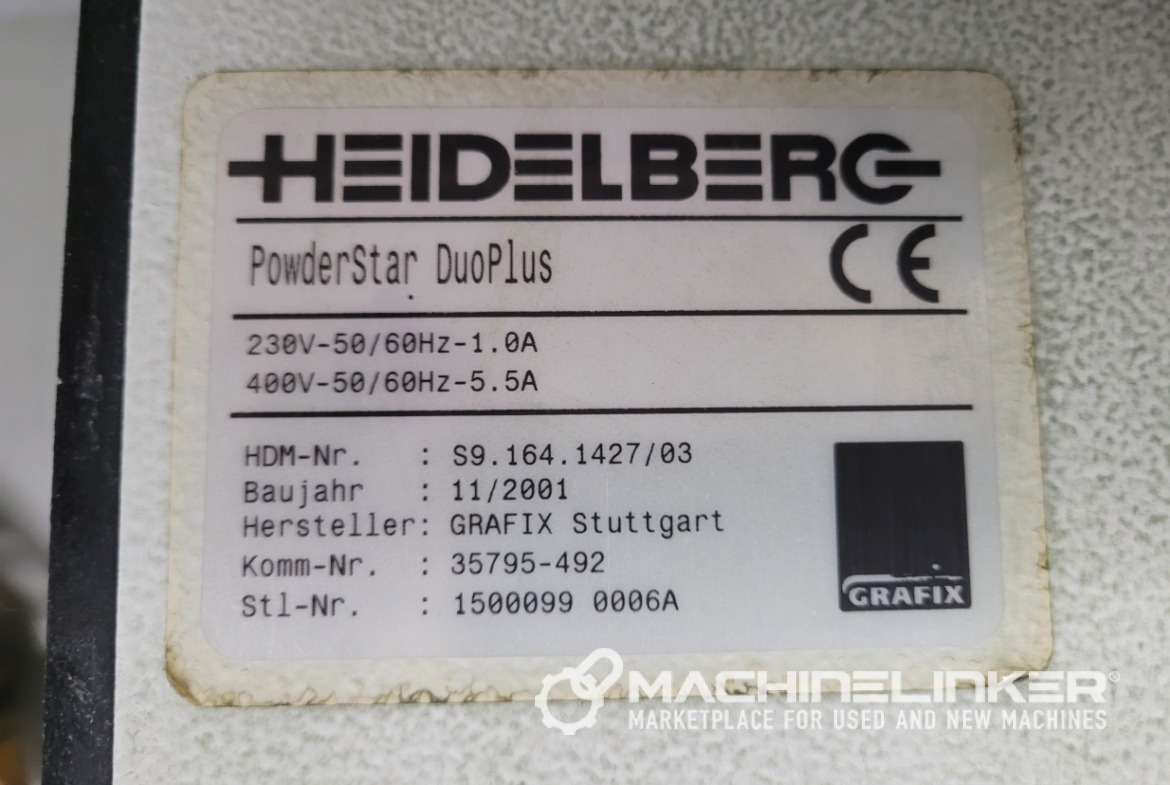 HEIDELBERG
PowderStar DuoPlus CE
230V-50/60Hz-1.0A
400V-50/60Hz-5.5A
HDM-Nr. : S9.164.1427/03
Baujahr : 11/2001
Hersteller: GRAFIX Stuttgart
Komm-Nr. : 35795-492
Stl-Nr. : 1500099 0006A
GRAFIX
MACHINELINKER®
MARKETPLACE FOR USED AND NEW MACHINES